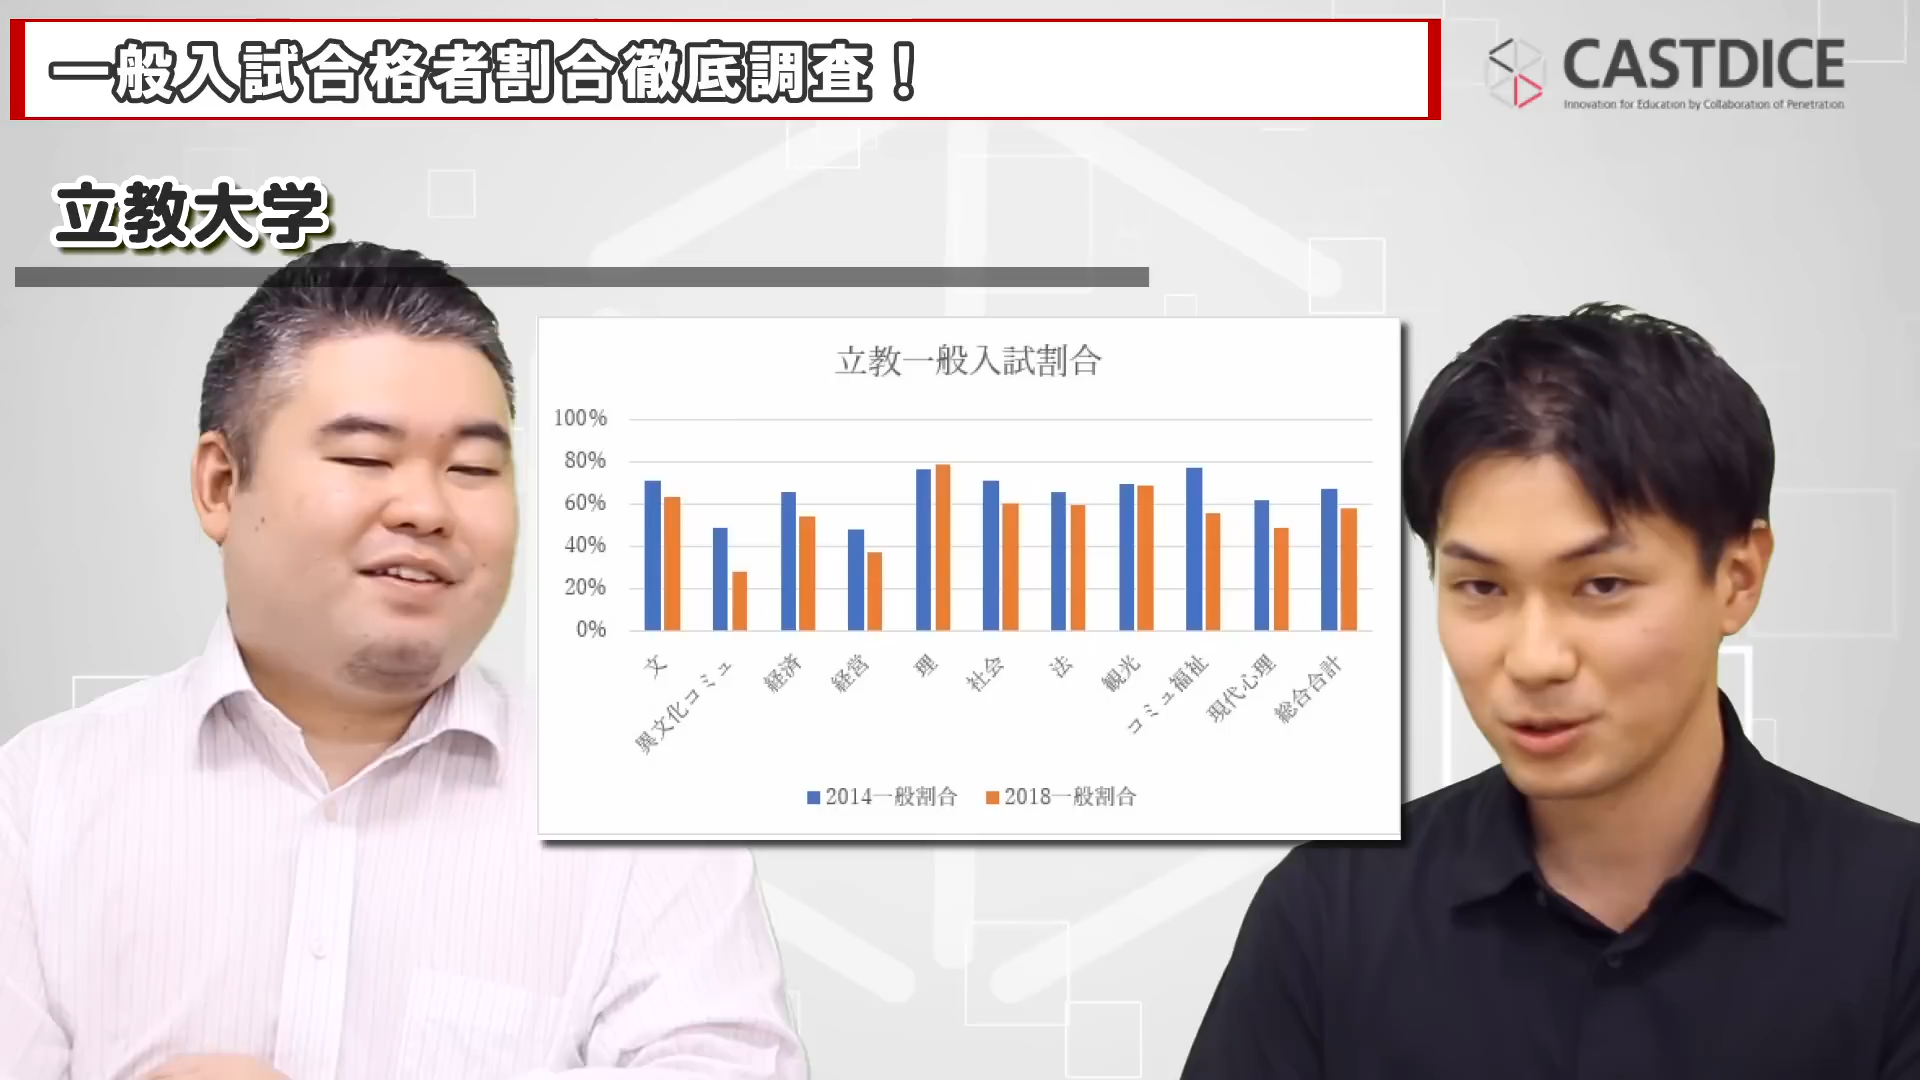 一般入試合格者割合徹底調査！
CASTDICE
Innovation for Education by Collaboration of Penetration
立教大学
立教一般入試割合
100%
80%
60%
40%
20%
0%
文
異文化コミュ
経済
経営
理
社会
法
観光
コミュ福祉
現代心理
総合合計
2014一般割合
2018一般割合